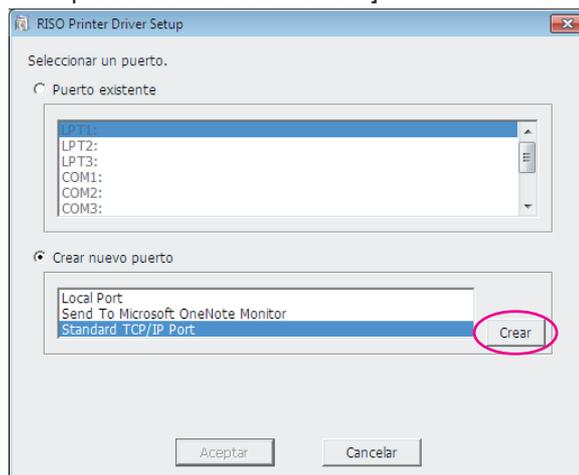 RISO Printer Driver Setup
Seleccionar un puerto.
Puerto existente
LPT1:
LPT2:
LPT3:
COM1:
COM2:
COM3:
Crear nuevo puerto
Local Port
Send To Microsoft OneNote Monitor
Standard TCP/IP Port
Crear
Aceptar
Cancelar